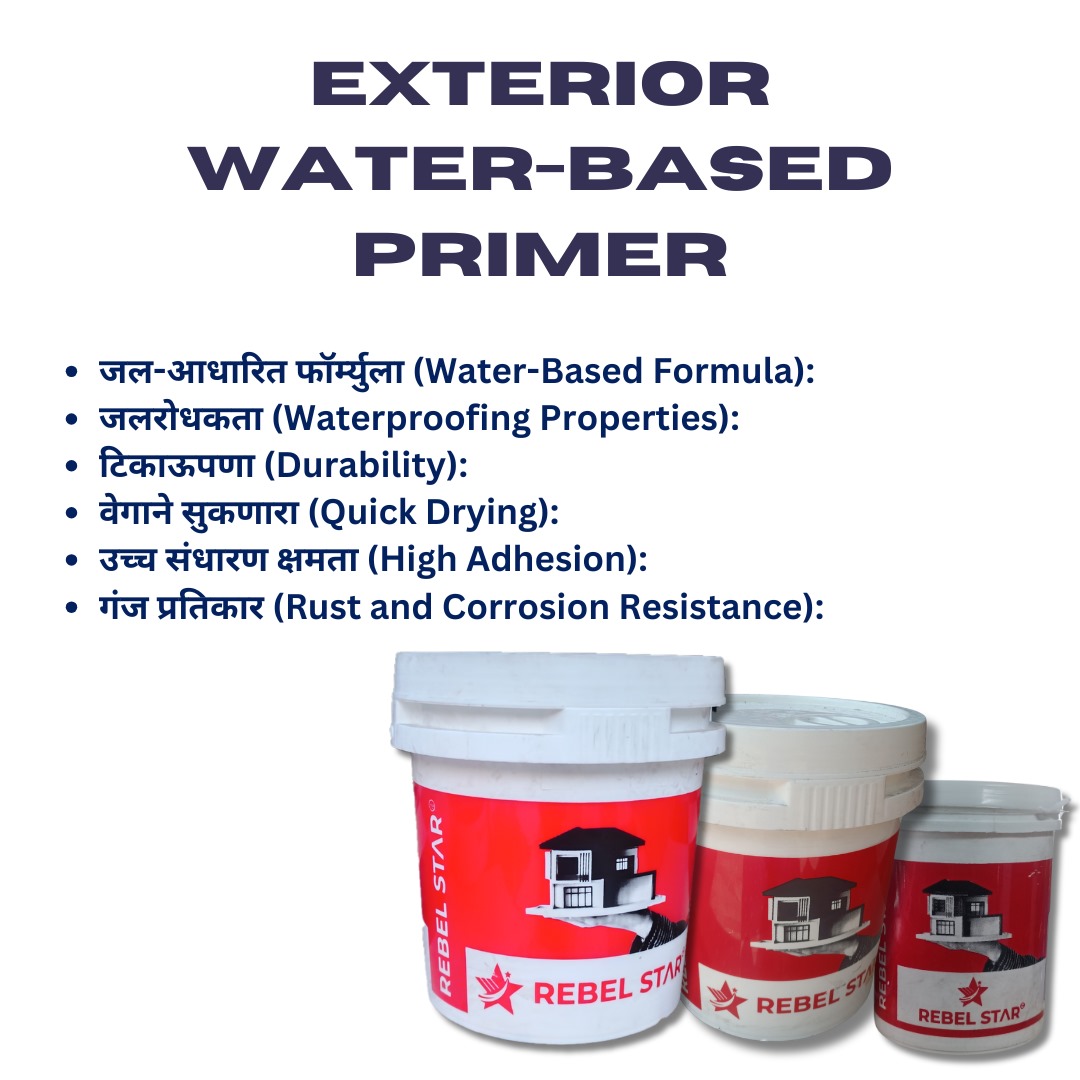 EXTERIOR
WATER-BASED
PRIMER
जल-आधारित फॉर्म्युला (Water-Based Formula):
जलरोधकता (Waterproofing Properties):
टिकाऊपणा (Durability):
वेगाने सुकणारा (Quick Drying):
उच्च संधारण क्षमता (High Adhesion):
गंज प्रतिकार (Rust and Corrosion Resistance):
REBEL STAR
REBEL STAR
REBEL STAR
REBEL STAR